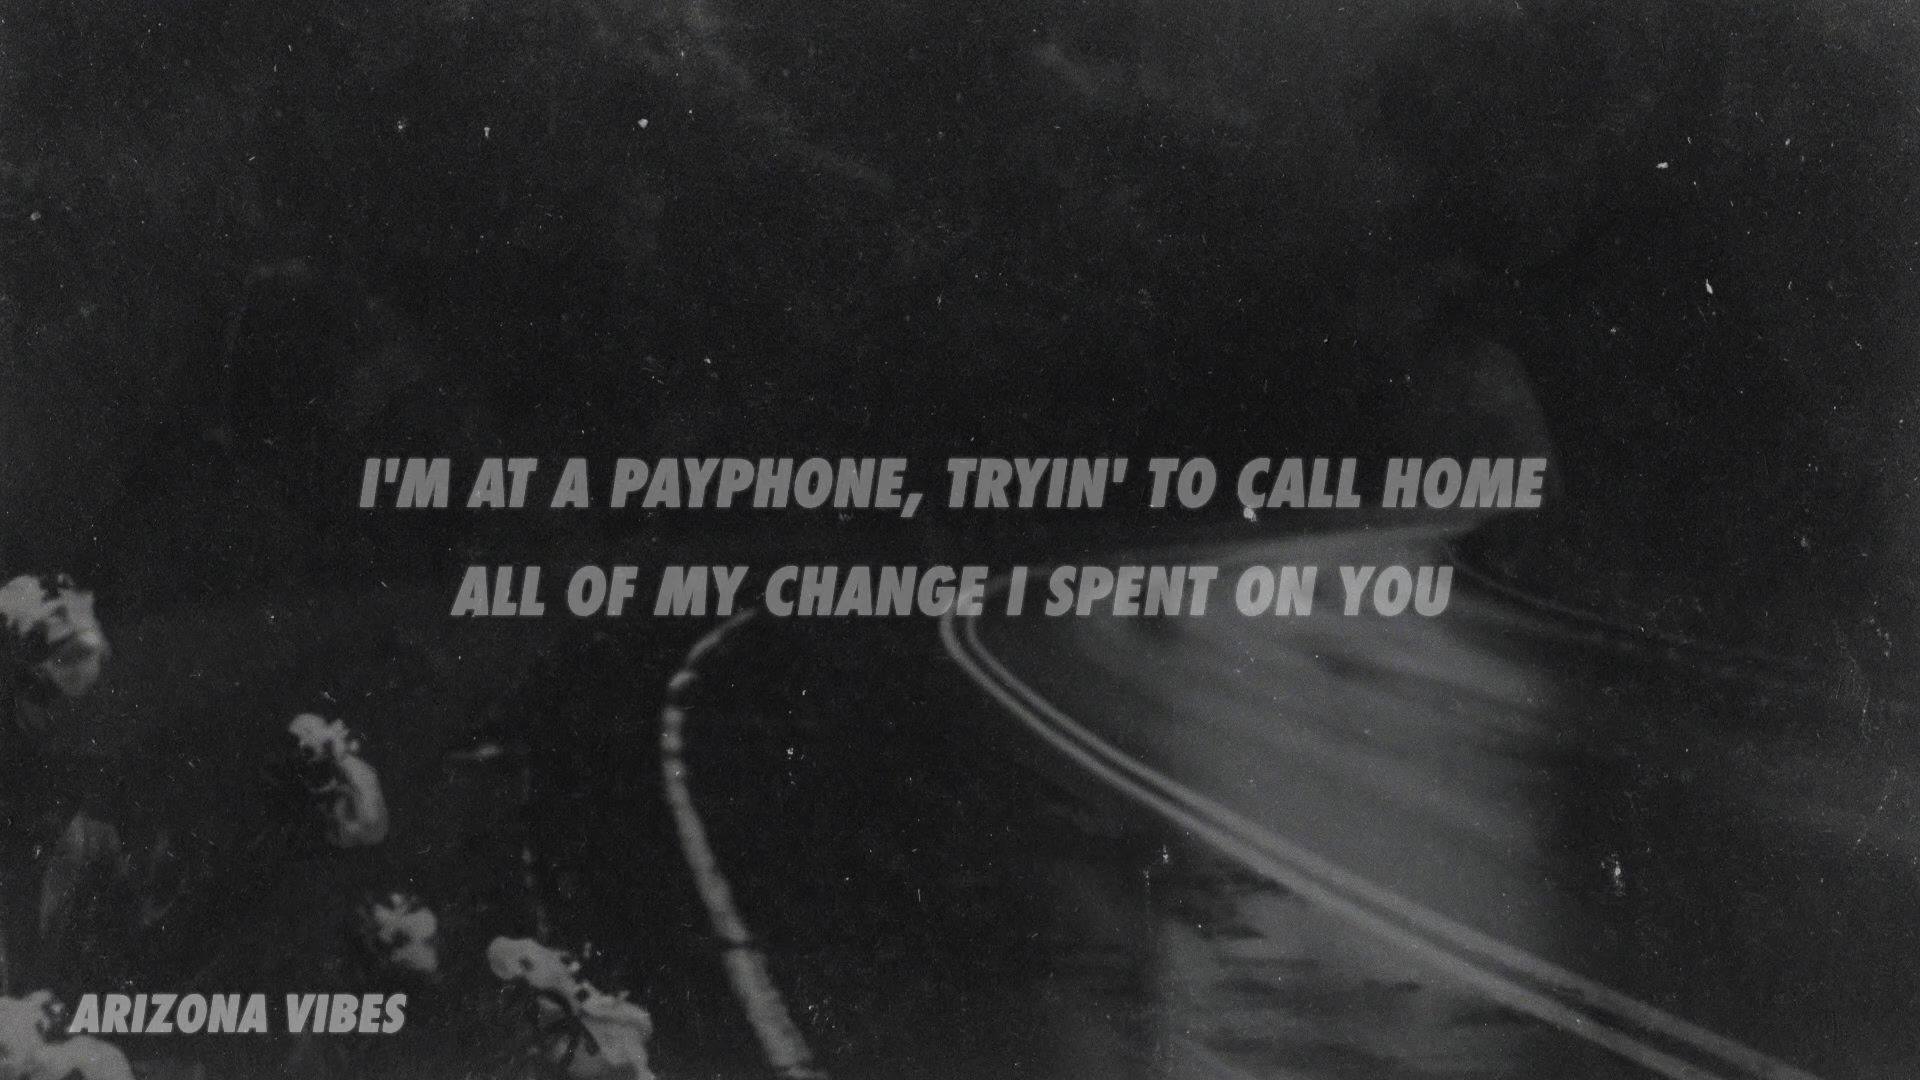 I'M AT A PAYPHONE, TRYIN' TO CALL HOME
ALL OF MY CHANGE I SPENT ON YOU
ARIZONA VIBES